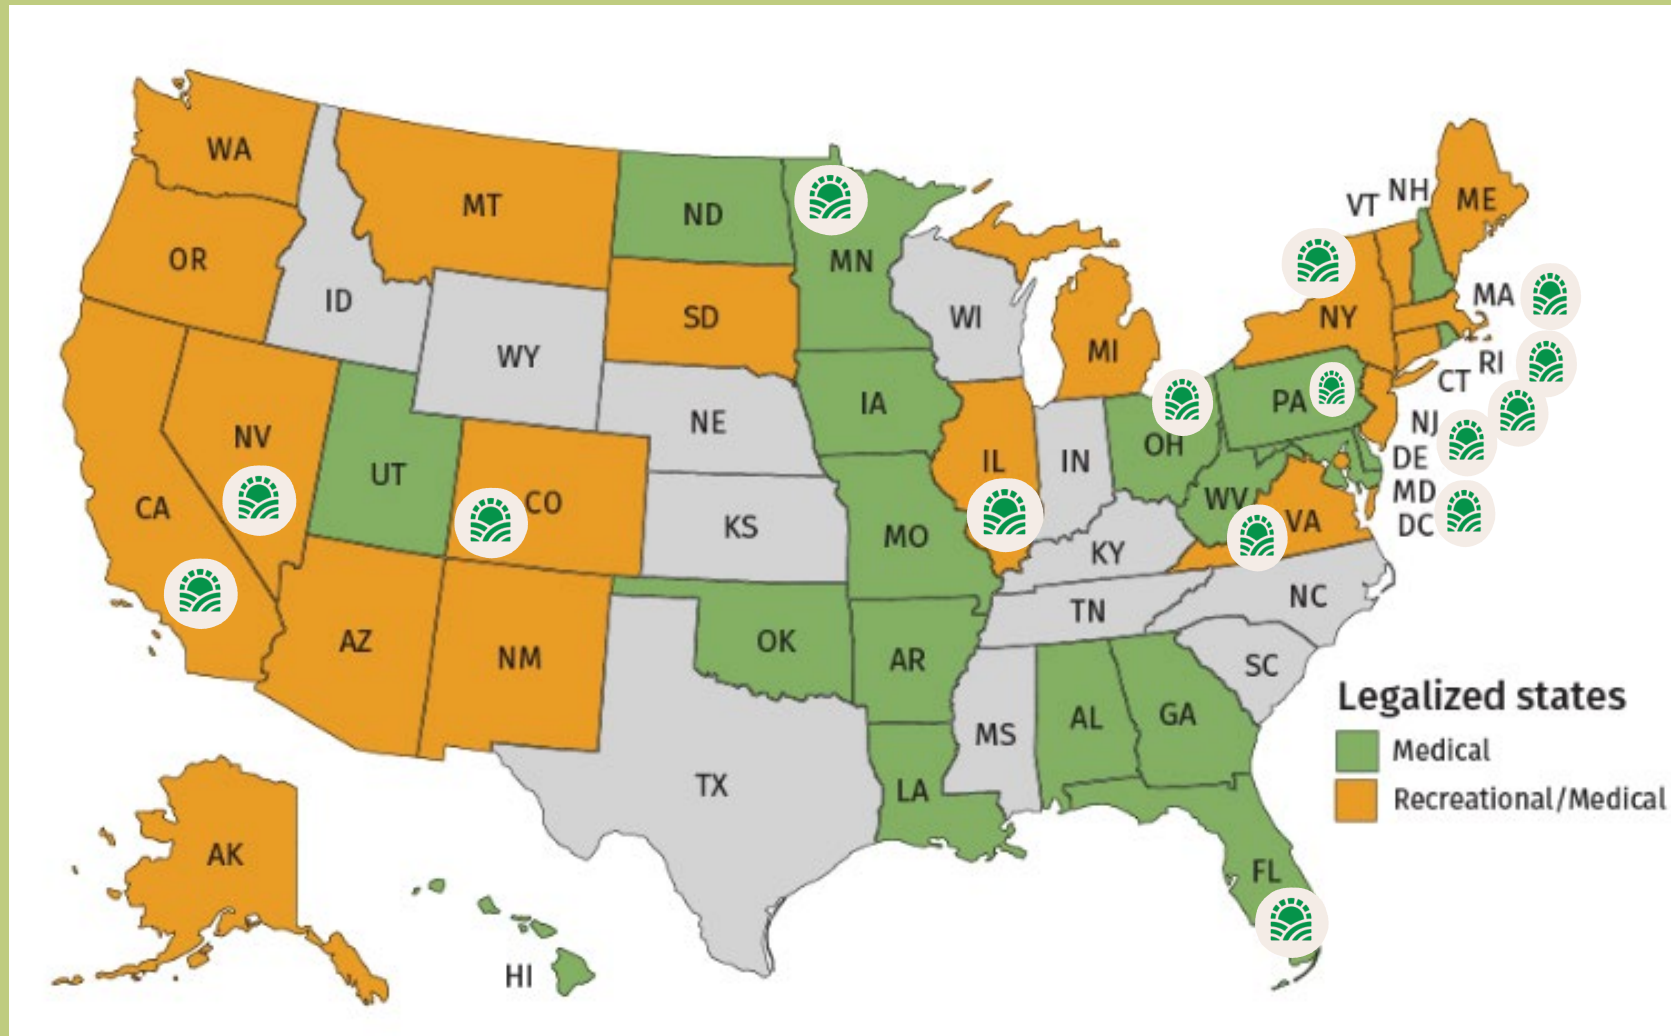 WA
MT
ND
MN
VT
NH
ME
OR
ID
SD
WI
MI
NY
MA
WY
RI
CT
NE
IA
PA
NJ
NV
UT
CO
IL
IN
OH
DE
CA
KS
MO
WV
VA
MD
DC
KY
AZ
NM
OK
AR
TN
NC
SC
MS
AL
GA
TX
LA
FL
AK
HI
Legalized states
Medical
Recreational/Medical